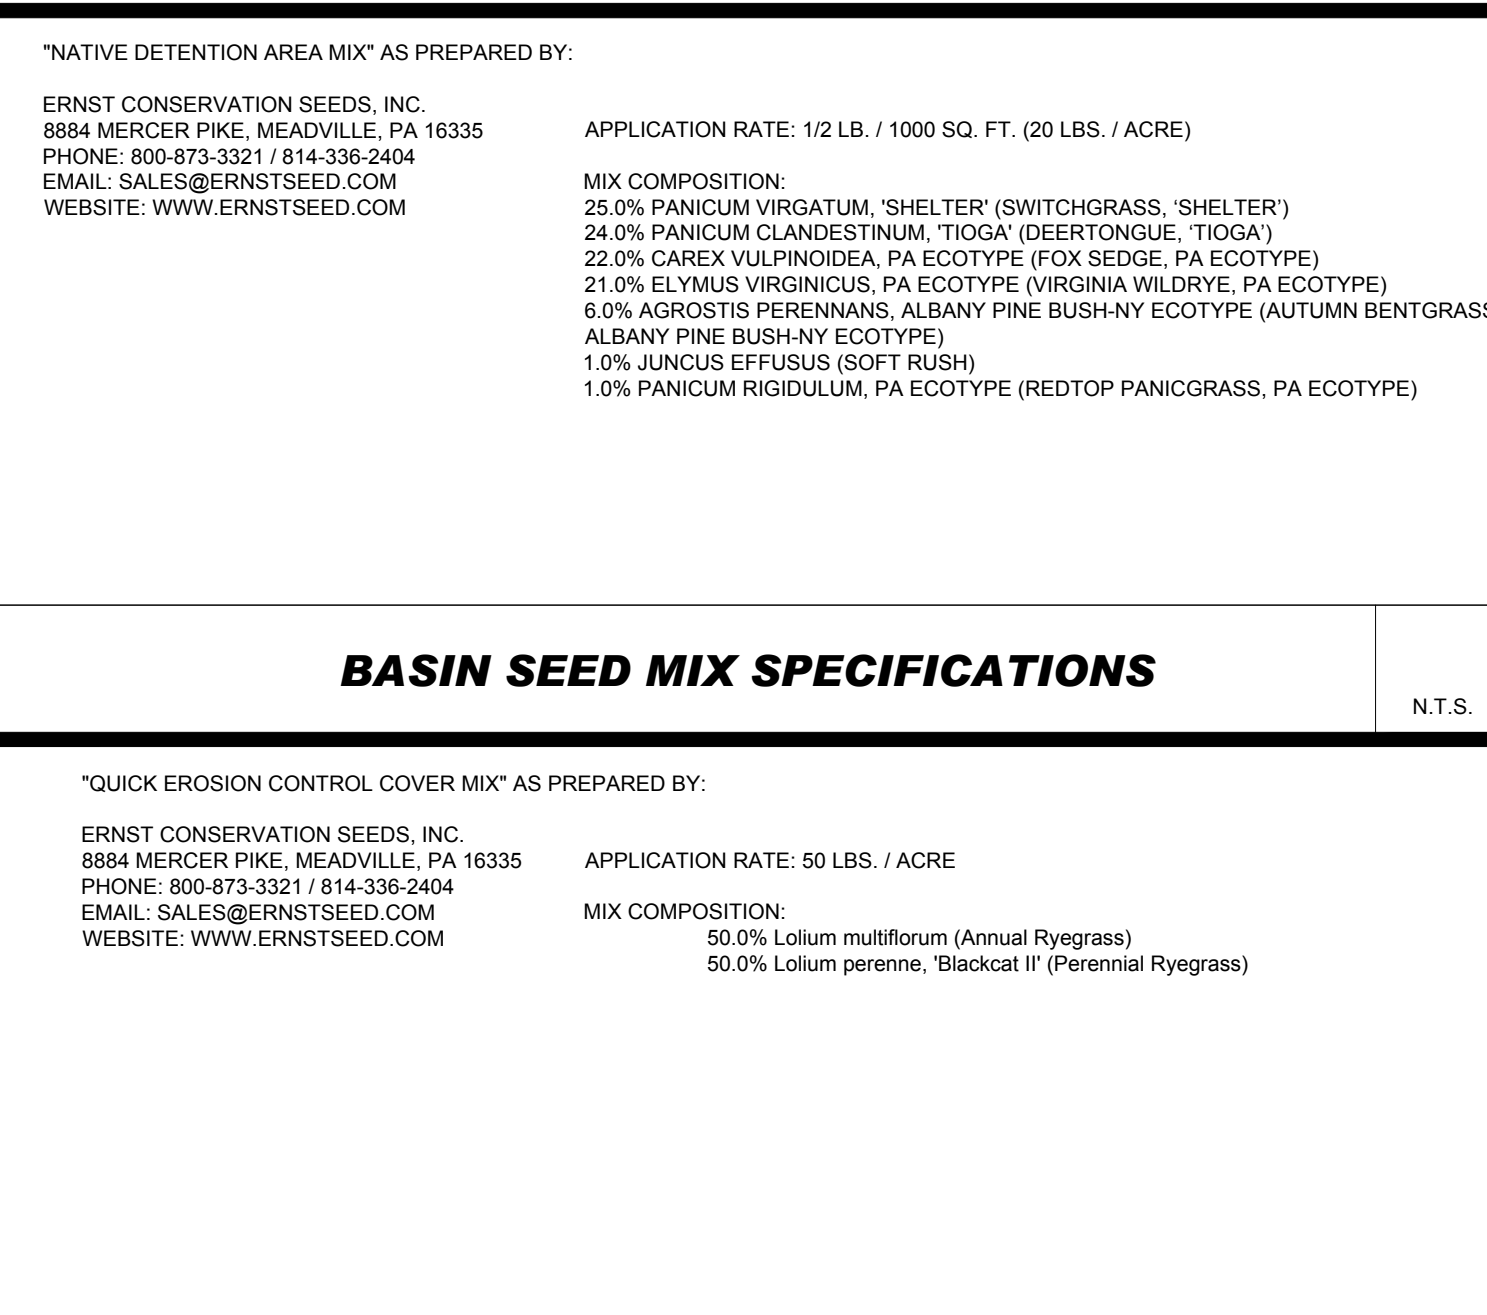 "NATIVE DETENTION AREA MIX" AS PREPARED BY:
ERNST CONSERVATION SEEDS, INC.
8884 MERCER PIKE, MEADVILLE, PA 16335
PHONE: 800-873-3321 / 814-336-2404
EMAIL: SALES@ERNSTSEED.COM
WEBSITE: WWW.ERNSTSEED.COM
APPLICATION RATE: 1/2 LB. / 1000 SQ. FT. (20 LBS. / ACRE)
MIX COMPOSITION:
25.0% PANICUM VIRGATUM, 'SHELTER' (SWITCHGRASS, ‘SHELTER’)
24.0% PANICUM CLANDESTINUM, 'TIOGA' (DEERTONGUE, ‘TIOGA’)
22.0% CAREX VULPINOIDEA, PA ECOTYPE (FOX SEDGE, PA ECOTYPE)
21.0% ELYMUS VIRGINICUS, PA ECOTYPE (VIRGINIA WILDRYE, PA ECOTYPE)
6.0% AGROSTIS PERENNANS, ALBANY PINE BUSH-NY ECOTYPE (AUTUMN BENTGRASS
ALBANY PINE BUSH-NY ECOTYPE)
1.0% JUNCUS EFFUSUS (SOFT RUSH)
1.0% PANICUM RIGIDULUM, PA ECOTYPE (REDTOP PANICGRASS, PA ECOTYPE)
BASIN SEED MIX SPECIFICATIONS
N.T.S.
"QUICK EROSION CONTROL COVER MIX" AS PREPARED BY:
ERNST CONSERVATION SEEDS, INC.
8884 MERCER PIKE, MEADVILLE, PA 16335
PHONE: 800-873-3321 / 814-336-2404
EMAIL: SALES@ERNSTSEED.COM
WEBSITE: WWW.ERNSTSEED.COM
APPLICATION RATE: 50 LBS. / ACRE
MIX COMPOSITION:
50.0% Lolium multiflorum (Annual Ryegrass)
50.0% Lolium perenne, 'Blackcat II' (Perennial Ryegrass)